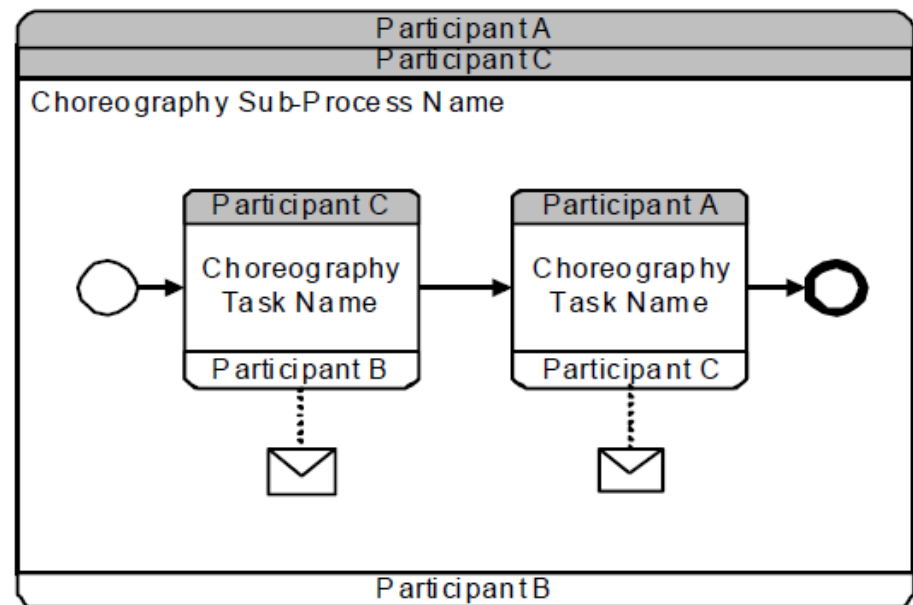 Participant A
Participant C
Choreography Sub-Process Name
Participant C
Choreography
Task Name
Participant B
Participant A
Choreography
Task Name
Participant C
Participant B